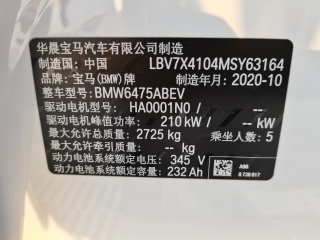 华晨宝马汽车有限公司制造
制造国：中国 LBV7X4104MSY63164
品牌：宝马(BMW)牌 制造年月：2020-10
整车型号：BMW6475ABEV
驱动电机型号：HA0001N0 / --
驱动电机峰值功率：210 kW / -- kW
最大允许总质量：2725 kg 乘坐人数：5
最大允许牵引质量：-- kg
动力电池系统额定电压：345 V
动力电池系统额定容量：232 Ah
A96
8 738 917